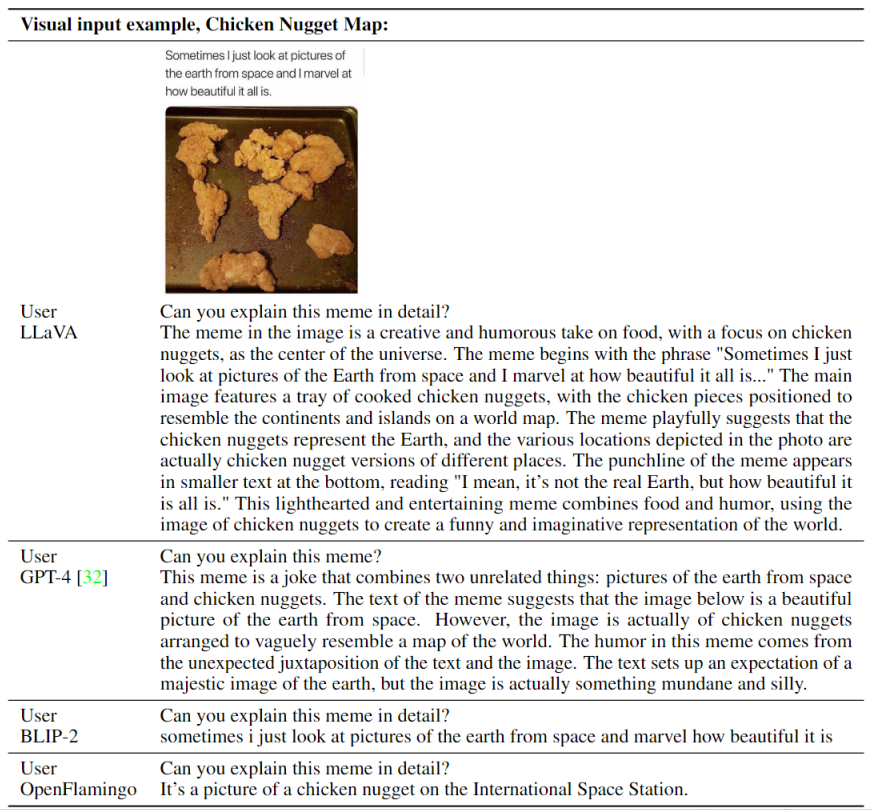 Visual input example, Chicken Nugget Map:
Sometimes I just look at pictures of
the earth from space and I marvel at
how beautiful it all is.
User Can you explain this meme in detail?
LLaVA The meme in the image is a creative and humorous take on food, with a focus on chicken
nuggets, as the center of the universe. The meme begins with the phrase "Sometimes I just
look at pictures of the Earth from space and I marvel at how beautiful it all is..." The main
image features a tray of cooked chicken nuggets, with the chicken pieces positioned to
resemble the continents and islands on a world map. The meme playfully suggests that the
chicken nuggets represent the Earth, and the various locations depicted in the photo are
actually chicken nugget versions of different places. The punchline of the meme appears
in smaller text at the bottom, reading "I mean, it's not the real Earth, but how beautiful it
is all is." This lighthearted and entertaining meme combines food and humor, using the
image of chicken nuggets to create a funny and imaginative representation of the world.
User Can you explain this meme?
GPT-4 [32] This meme is a joke that combines two unrelated things: pictures of the earth from space
and chicken nuggets. The text of the meme suggests that the image below is a beautiful
picture of the earth from space. However, the image is actually of chicken nuggets
arranged to vaguely resemble a map of the world. The humor in this meme comes from
the unexpected juxtaposition of the text and the image. The text sets up an expectation of a
majestic image of the earth, but the image is actually something mundane and silly.
User Can you explain this meme in detail?
BLIP-2 sometimes i just look at pictures of the earth from space and marvel how beautiful it is
User Can you explain this meme in detail?
OpenFlamingo It's a picture of a chicken nugget on the International Space Station.